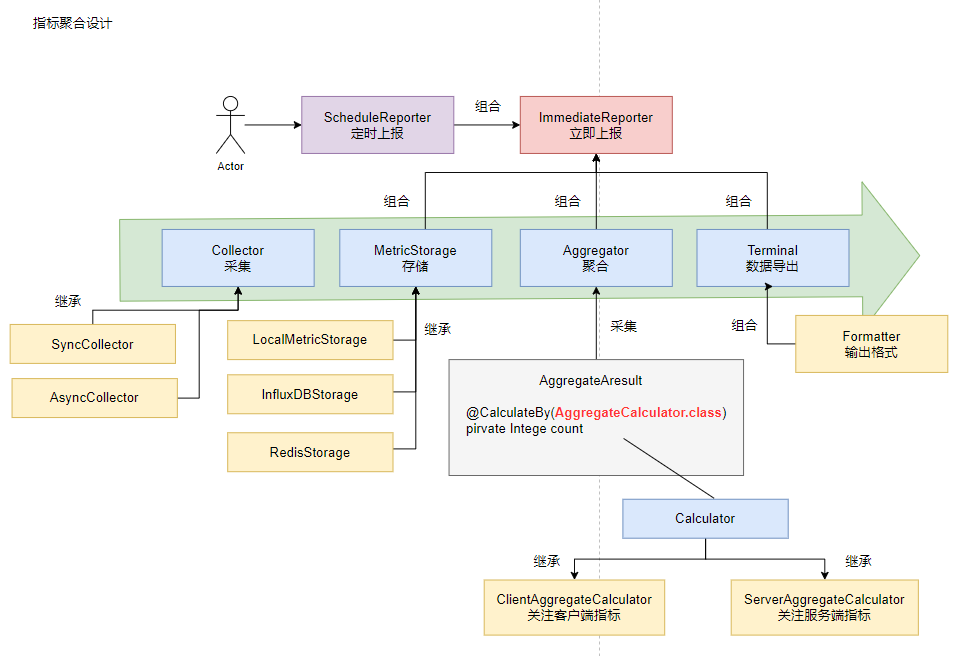 指标聚合设计
ScheduleReporter
定时上报
组合
ImmediateReporter
立即上报
Actor
组合
组合
组合
Collector
采集
MetricStorage
存储
Aggregator
聚合
Terminal
数据导出
继承
SyncCollector
AsyncCollector
LocalMetricStorage
继承
InfluxDBStorage
RedisStorage
采集
组合
Formatter
输出格式
AggregateAresult
@CalculateBy(AggregateCalculator.class)
pirvate Intege count
Calculator
继承
继承
ClientAggregateCalculator
关注客户端指标
ServerAggregateCalculator
关注服务端指标